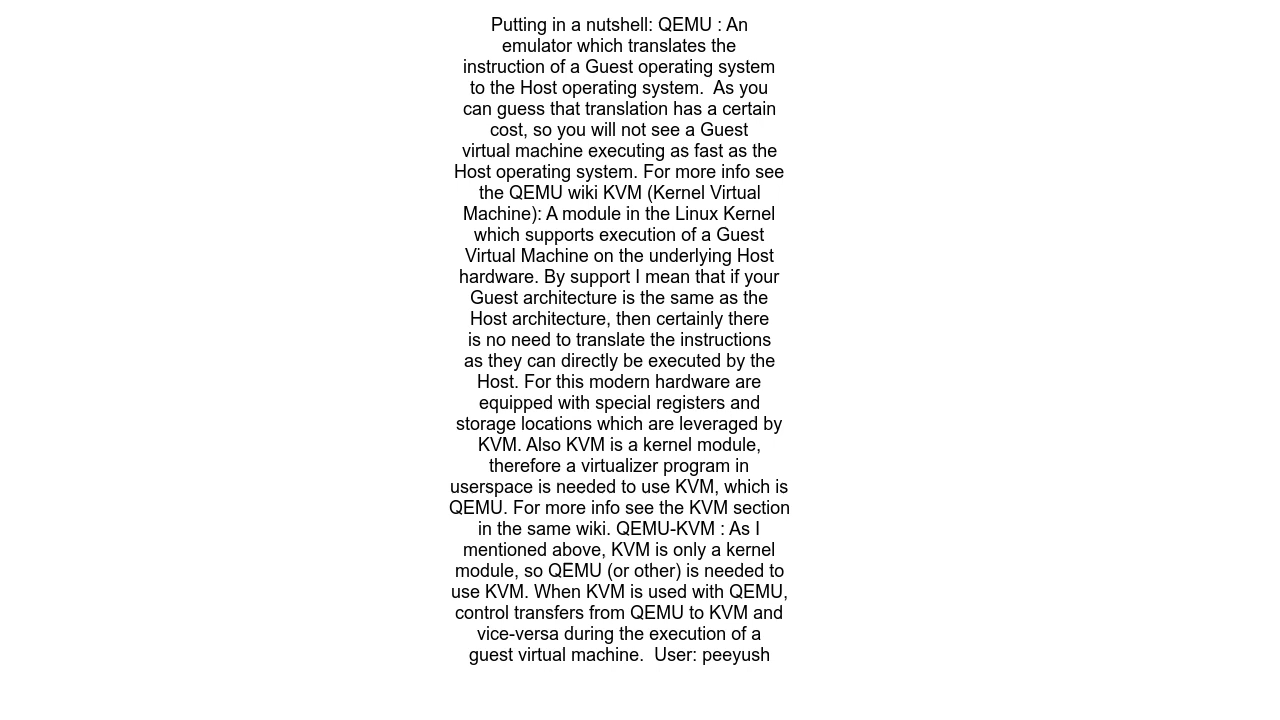 Putting in a nutshell: QEMU : An
emulator which translates the
instruction of a Guest operating system
to the Host operating system.  As you
can guess that translation has a certain
cost, so you will not see a Guest
virtual machine executing as fast as the
Host operating system. For more info see
the QEMU wiki KVM (Kernel Virtual
Machine): A module in the Linux Kernel
which supports execution of a Guest
Virtual Machine on the underlying Host
hardware. By support I mean that if your
Guest architecture is the same as the
Host architecture, then certainly there
is no need to translate the instructions
as they can directly be executed by the
Host. For this modern hardware are
equipped with special registers and
storage locations which are leveraged by
KVM. Also KVM is a kernel module,
therefore a virtualizer program in
userspace is needed to use KVM, which is
QEMU. For more info see the KVM section
in the same wiki. QEMU-KVM : As I
mentioned above, KVM is only a kernel
module, so QEMU (or other) is needed to
use KVM. When KVM is used with QEMU,
control transfers from QEMU to KVM and
vice-versa during the execution of a
guest virtual machine.  User: peeyush